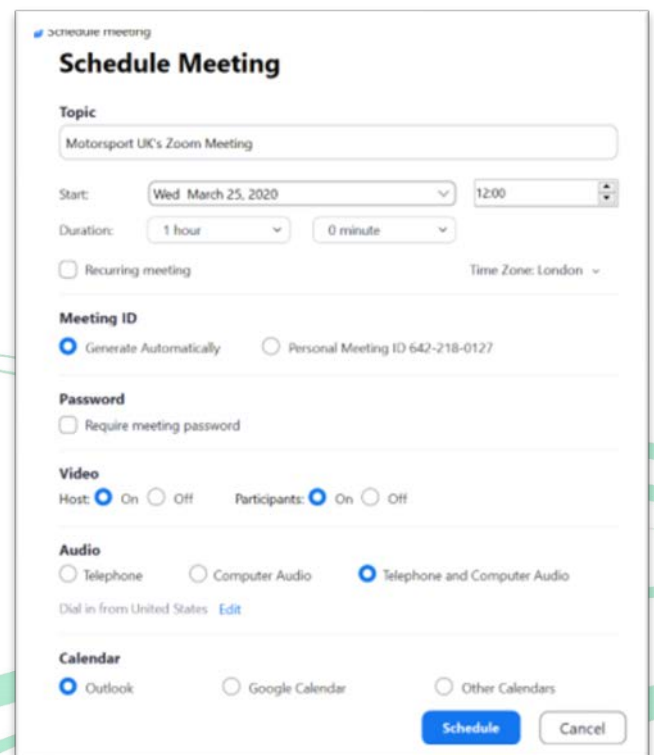 Schedule meeting
Schedule Meeting
Topic
Motorsport UK's Zoom Meeting
Start: Wed March 25, 2020 12:00
Duration: 1 hour 0 minute
Recurring meeting Time Zone: London
Meeting ID
Generate Automatically Personal Meeting ID 642-218-0127
Password
Require meeting password
Video
Host: On Off Participants: On Off
Audio
Telephone Computer Audio Telephone and Computer Audio
Dial in from United States Edit
Calendar
Outlook Google Calendar Other Calendars
Schedule Cancel